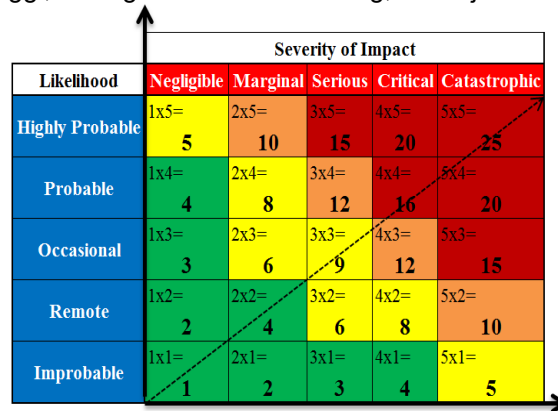 Severity of Impact
Likelihood Negligible Marginal Serious Critical Catastrophic
Highly Probable 1x5= 5 2x5= 10 3x5= 15 4x5= 20 5x5= 25
Probable 1x4= 4 2x4= 8 3x4= 12 4x4= 16 5x4= 20
Occasional 1x3= 3 2x3= 6 3x3= 9 4x3= 12 5x3= 15
Remote 1x2= 2 2x2= 4 3x2= 6 4x2= 8 5x2= 10
Improbable 1x1= 1 2x1= 2 3x1= 3 4x1= 4 5x1= 5